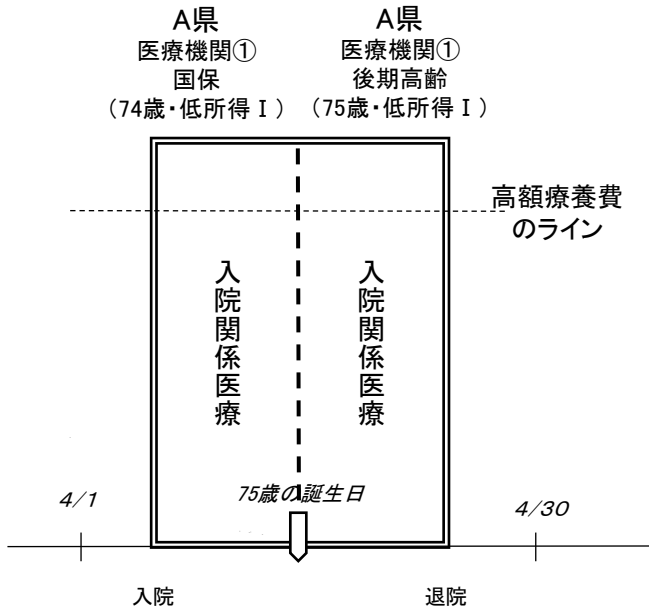 A県
医療機関①
国保
（74歳・低所得Ⅰ）
A県
医療機関①
後期高齢
（75歳・低所得Ⅰ）
高額療養費
のライン
入院関係医療
入院関係医療
75歳の誕生日
4/1
4/30
入院
退院